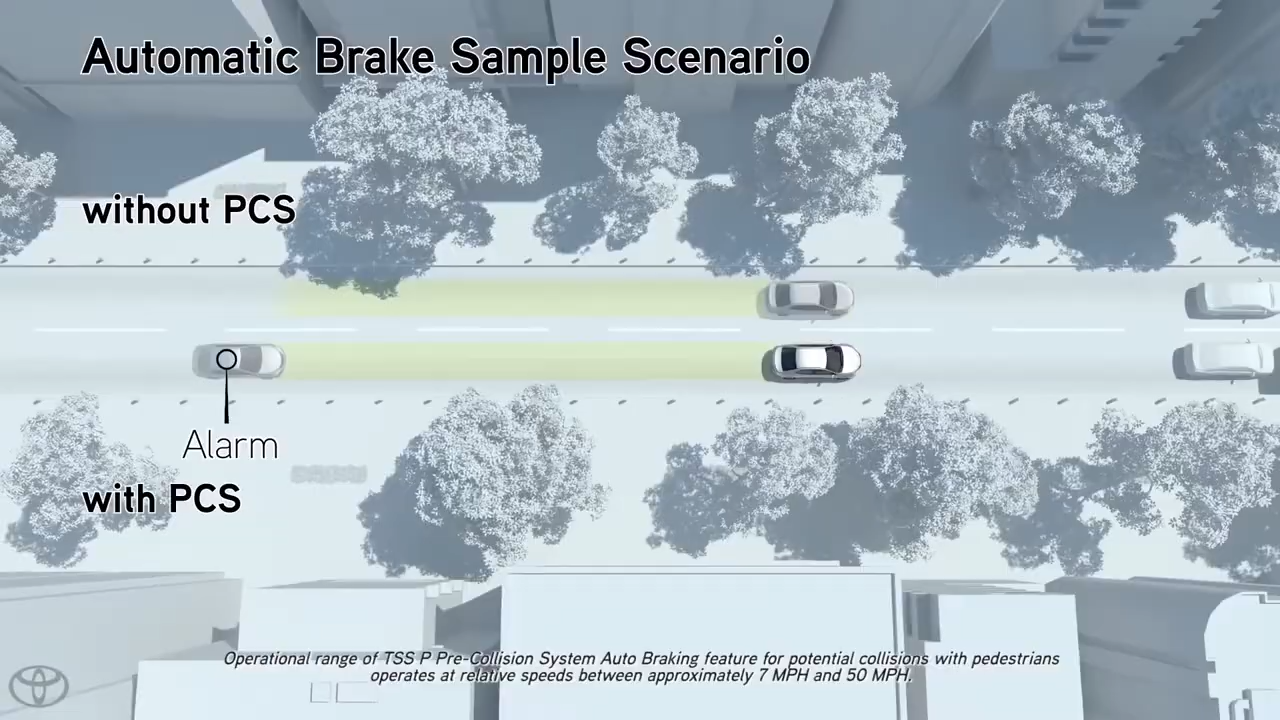 Automatic Brake Sample Scenario
without PCS
Alarm
with PCS
Operational range of TSS P Pre-Collision System Auto Braking feature for potential collisions with pedestrians
operates at relative speeds between approximately 7 MPH and 50 MPH.